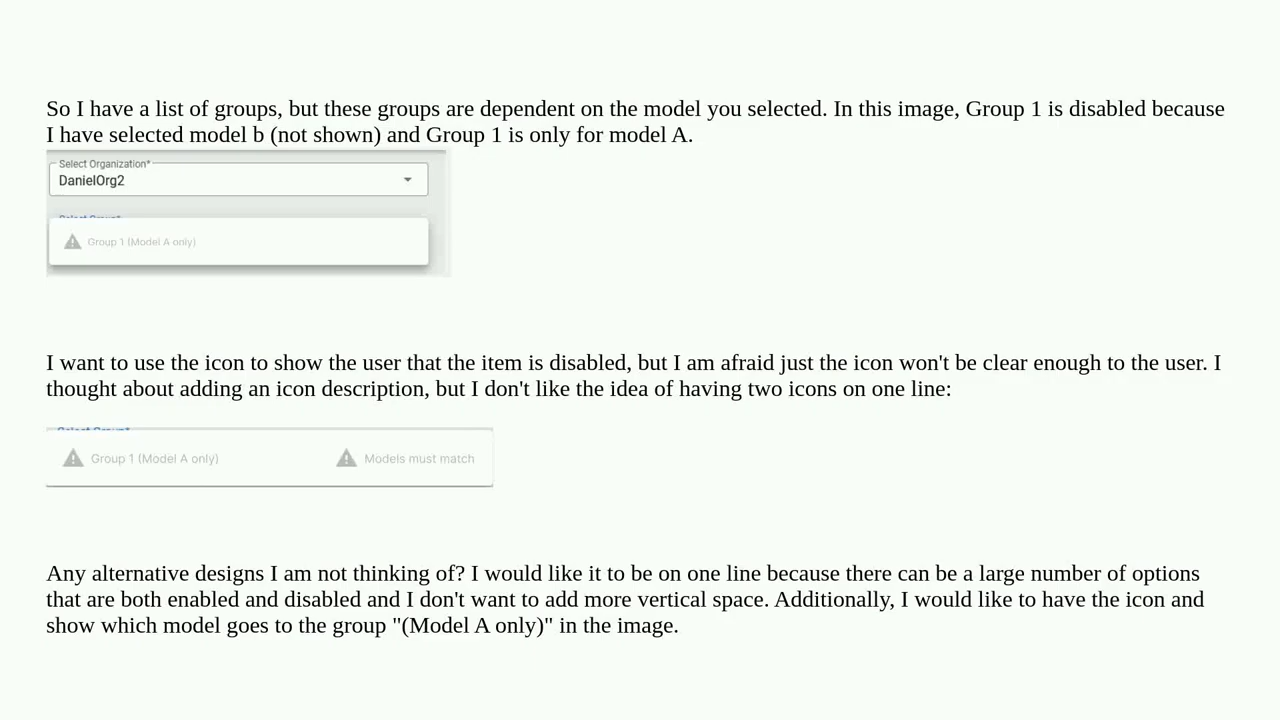 So I have a list of groups, but these groups are dependent on the model you selected. In this image, Group 1 is disabled because
I have selected model b (not shown) and Group 1 is only for model A.
Select Organization*
DanielOrg2
Select Group*
Group 1 (Model A only)
I want to use the icon to show the user that the item is disabled, but I am afraid just the icon won't be clear enough to the user. I
thought about adding an icon description, but I don't like the idea of having two icons on one line:
Select Group*
Group 1 (Model A only) Models must match
Any alternative designs I am not thinking of? I would like it to be on one line because there can be a large number of options
that are both enabled and disabled and I don't want to add more vertical space. Additionally, I would like to have the icon and
show which model goes to the group "(Model A only)" in the image.